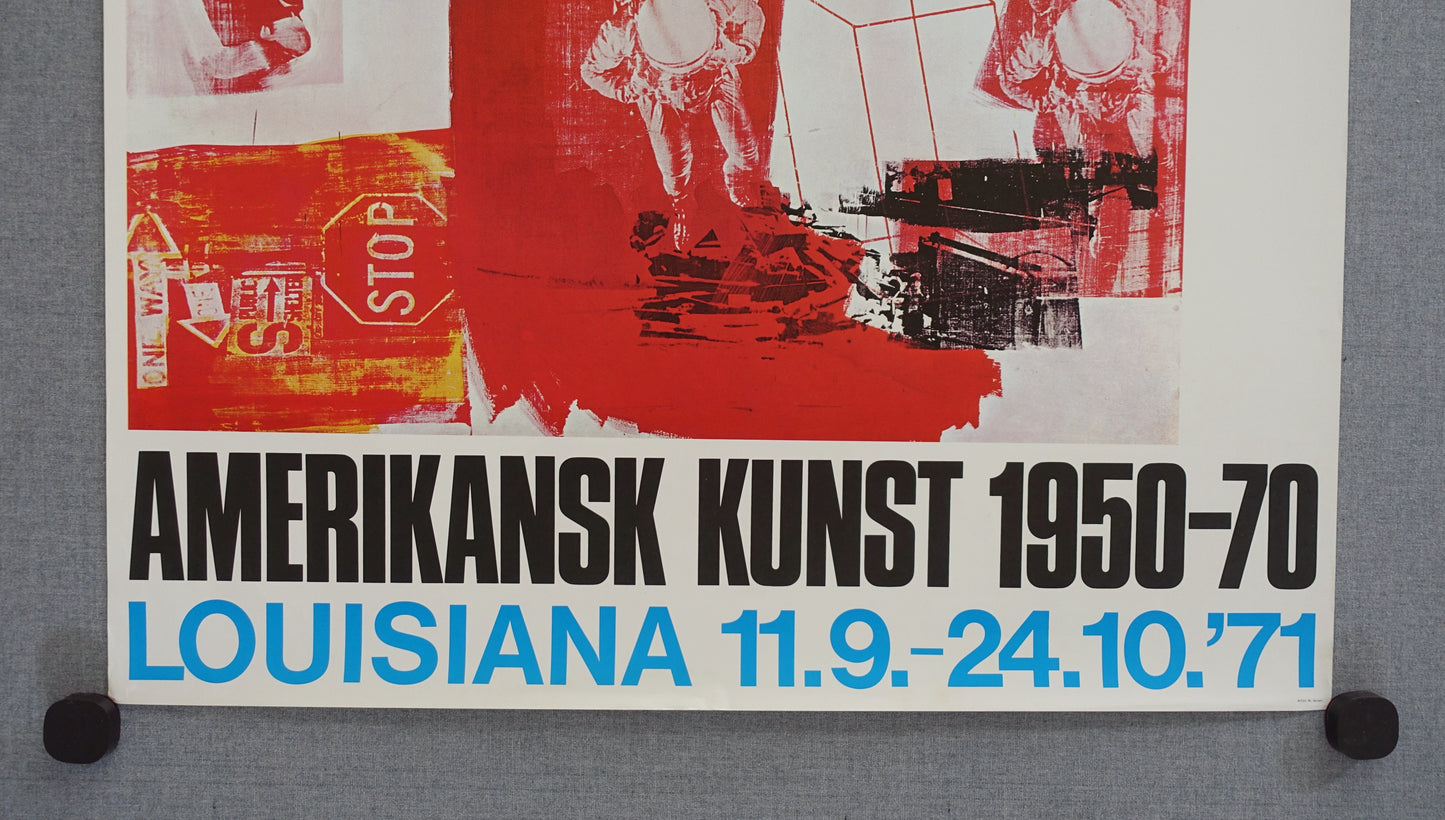 STOP
ONE WAY
AMERIKANSK KUNST 1950–70
LOUISIANA 11.9.–24.10.’71